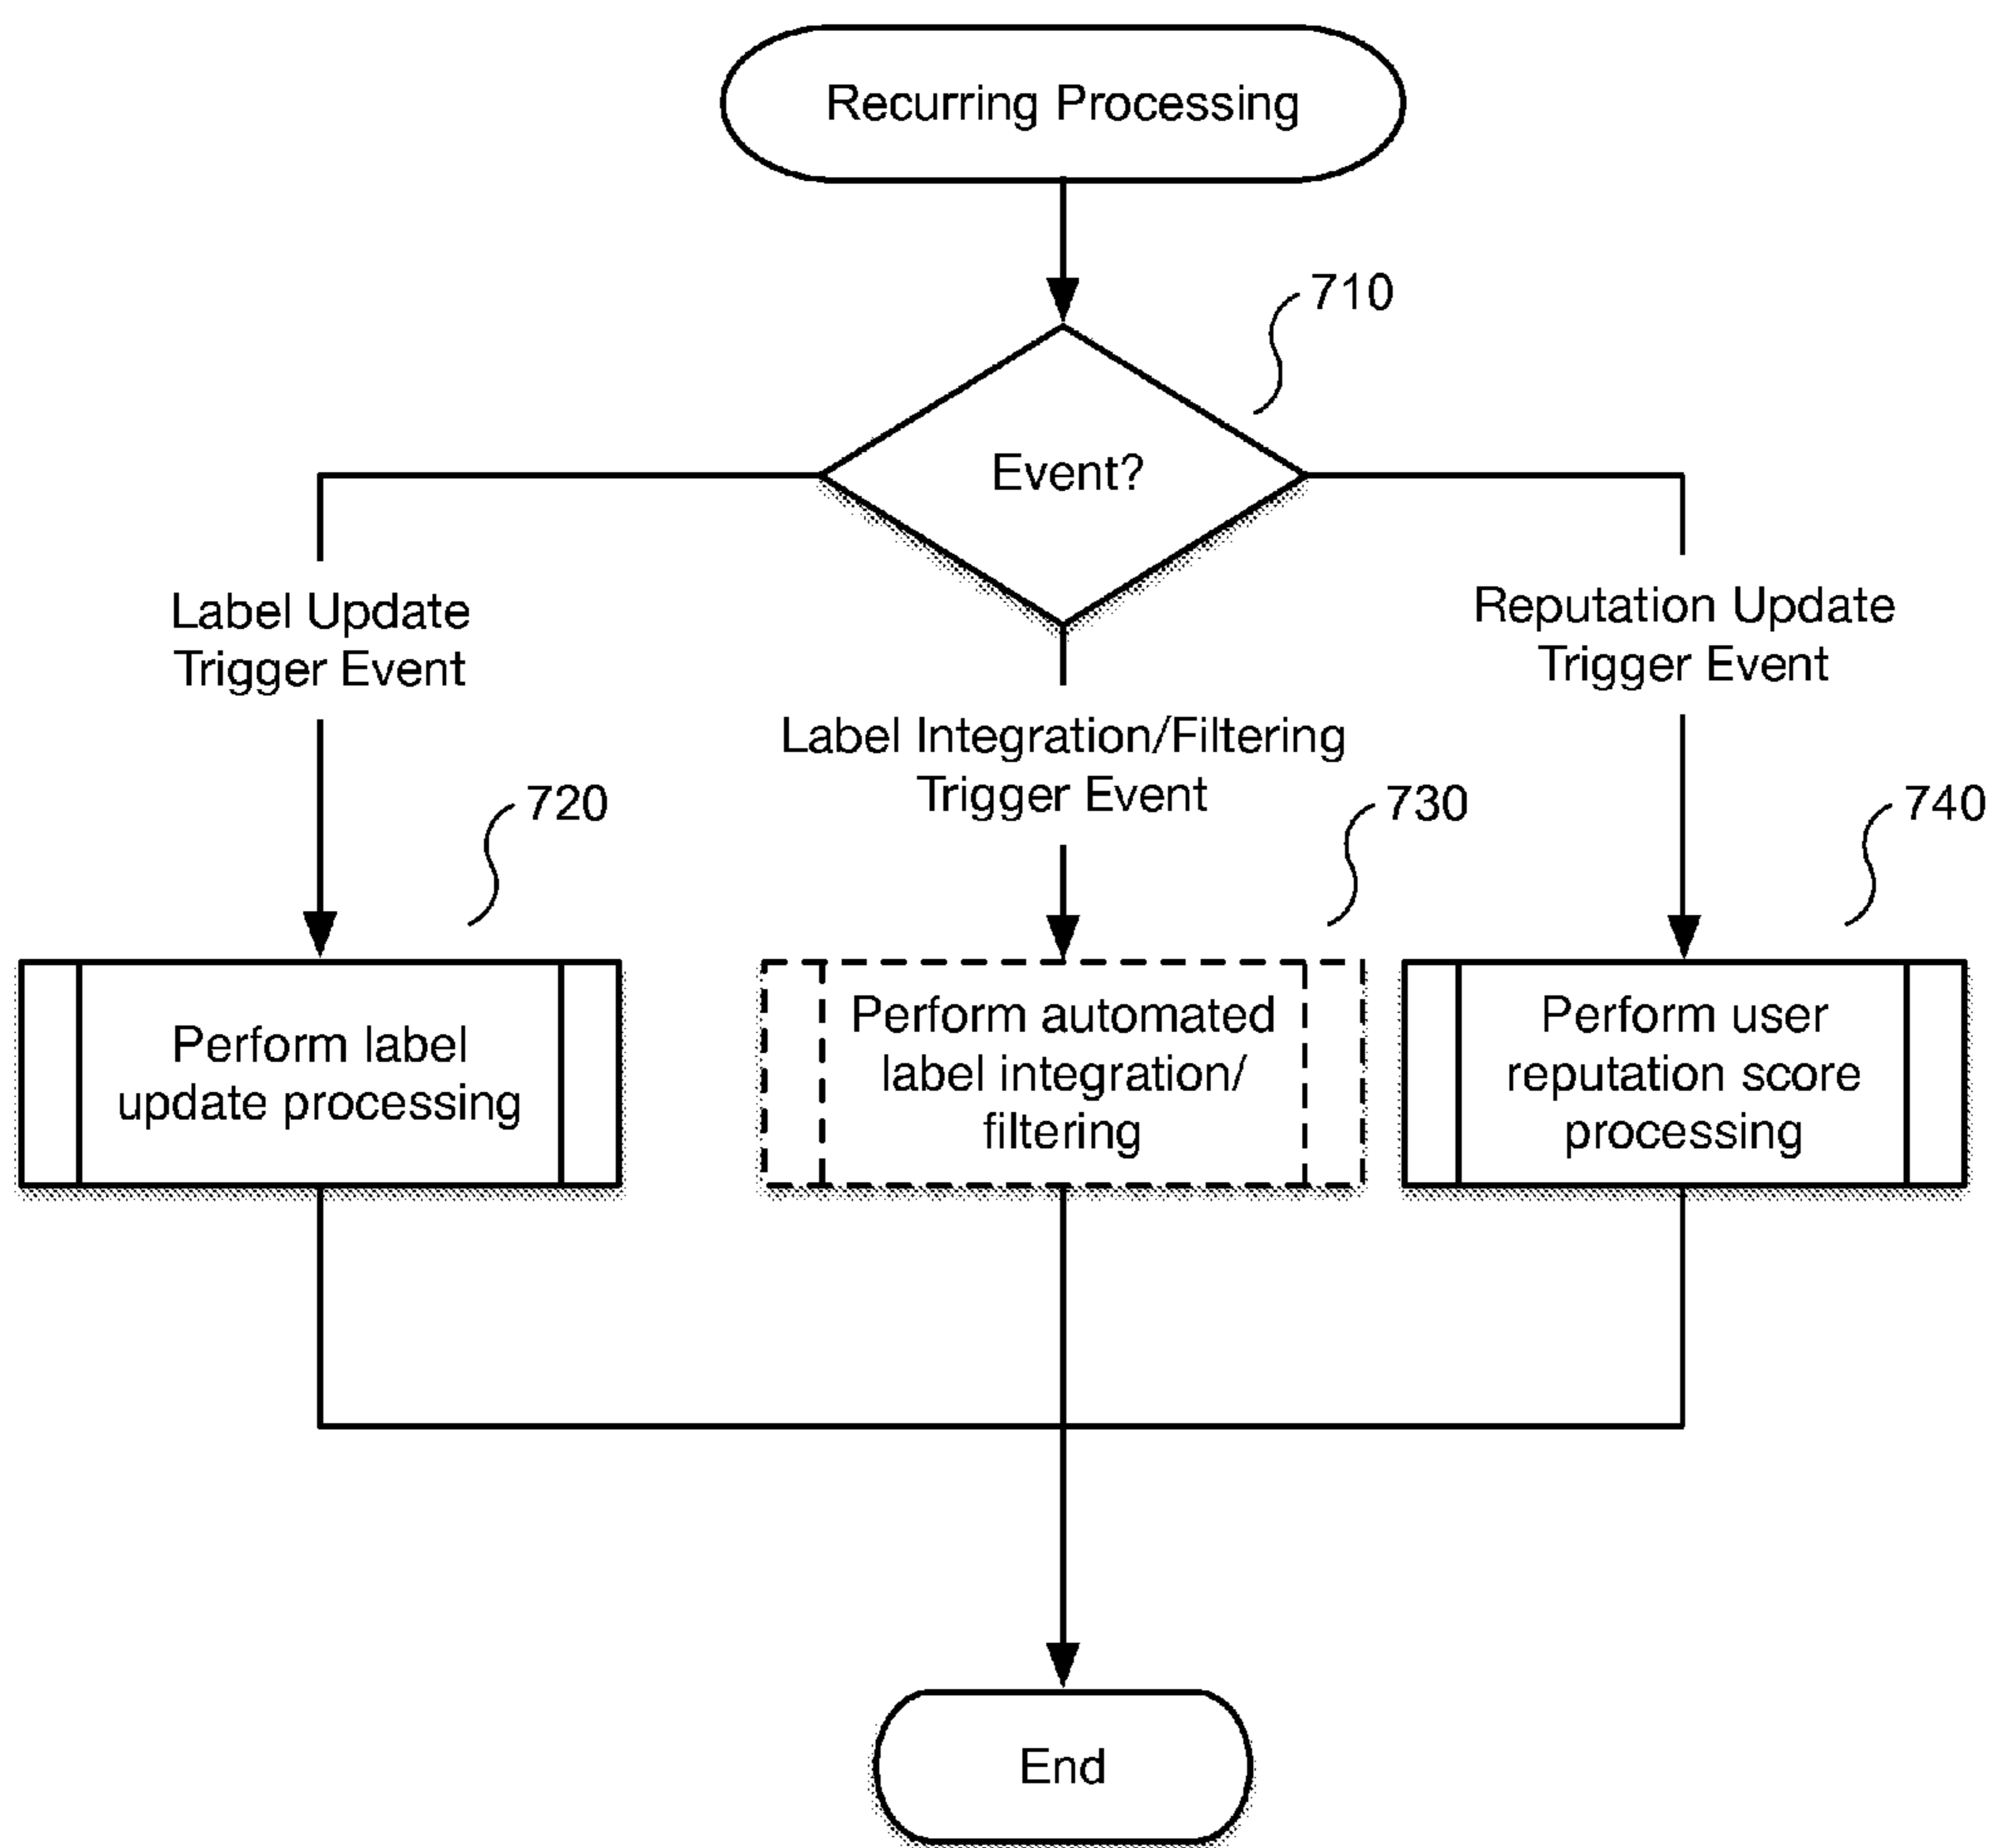 Recurring Processing
710
Event?
Label Update
Trigger Event
Label Integration/Filtering
Trigger Event
Reputation Update
Trigger Event
720
730
740
Perform label
update processing
Perform automated
label integration/
filtering
Perform user
reputation score
processing
End